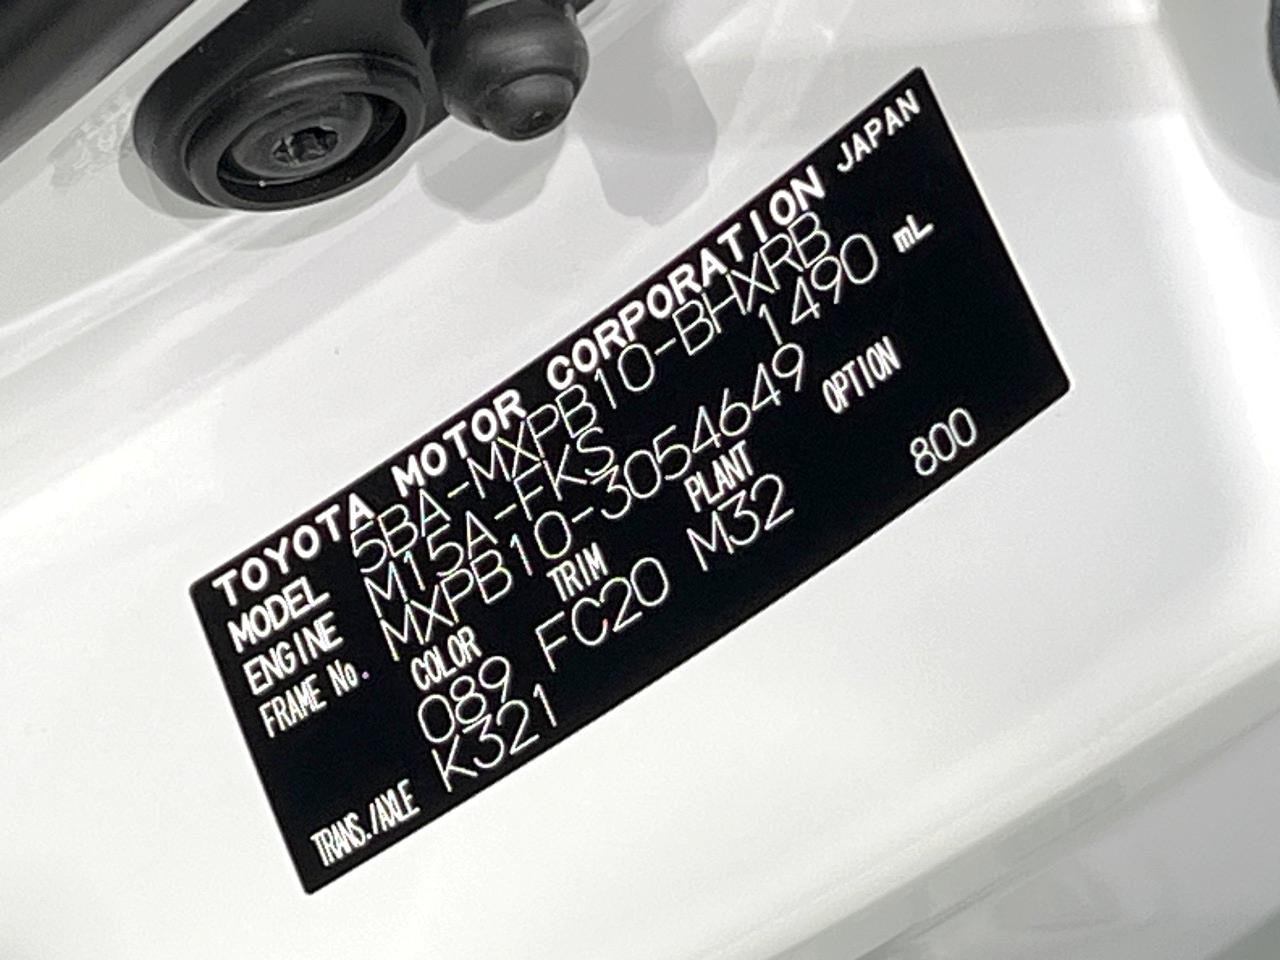 TOYOTA MOTOR CORPORATION JAPAN
MODEL 5BA-MXPB10-BHXRB
ENGINE M15A-FKS 1490 mL
FRAME No. MXPB10-3054649
COLOR TRIM PLANT OPTION
089 FC20 M32 800
TRANS./AXLE K321